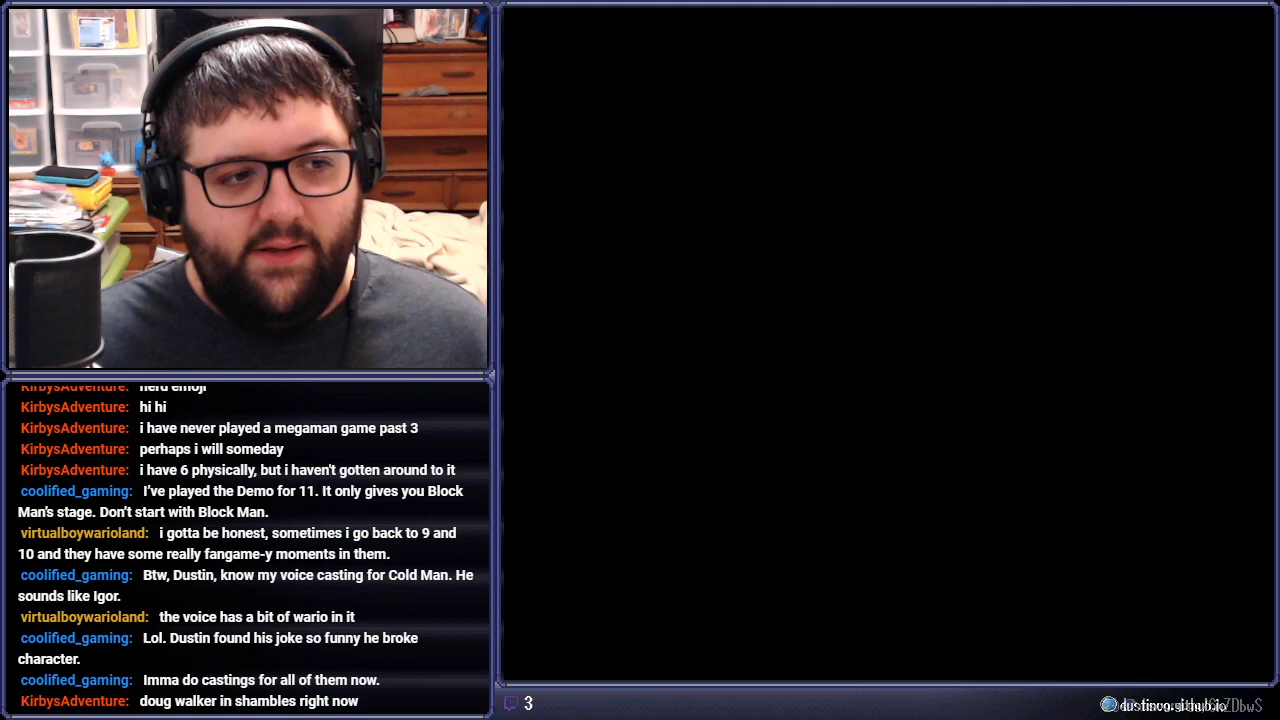 KirbysAdventure: nerd emoji
KirbysAdventure: hi hi
KirbysAdventure: i have never played a megaman game past 3
KirbysAdventure: perhaps i will someday
KirbysAdventure: i have 6 physically, but i haven't gotten around to it
coolified_gaming: I've played the Demo for 11. It only gives you Block
Man's stage. Don't start with Block Man.
virtualboywarioland: i gotta be honest, sometimes i go back to 9 and
10 and they have some really fangame-y moments in them.
coolified_gaming: Btw, Dustin, know my voice casting for Cold Man. He
sounds like Igor.
virtualboywarioland: the voice has a bit of wario in it
coolified_gaming: Lol. Dustin found his joke so funny he broke
character.
coolified_gaming: Imma do castings for all of them now.
KirbysAdventure: doug walker in shambles right now
3